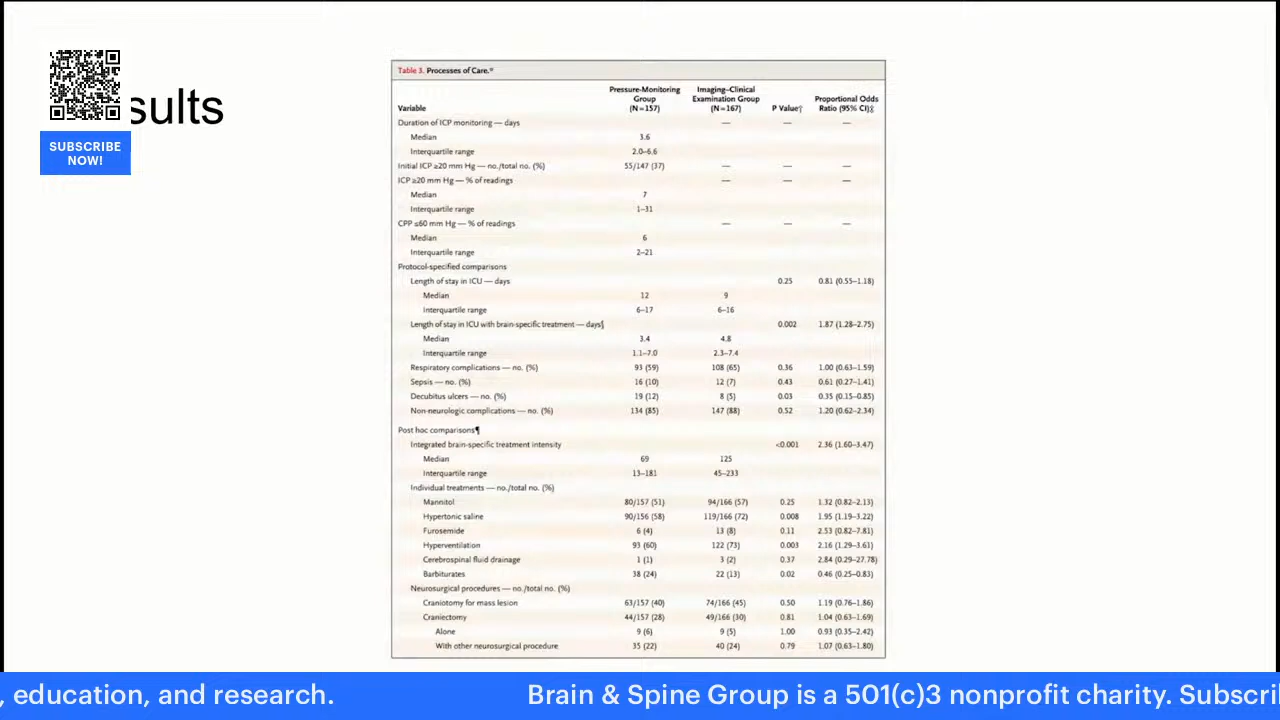 sults
SUBSCRIBE
NOW!
Table 3. Processes of Care.*
Variable Pressure-Monitoring Group (N=157) Imaging–Clinical Examination Group (N=167) P Value† Proportional Odds Ratio (95% CI)‡
Duration of ICP monitoring — days — — —
Median 3.6
Interquartile range 2.0–6.6
Initial ICP ≥20 mm Hg — no./total no. (%) 55/147 (37) — — —
ICP ≥20 mm Hg — % of readings — — —
Median 7
Interquartile range 1–31
CPP ≤60 mm Hg — % of readings — — —
Median 6
Interquartile range 2–21
Protocol-specified comparisons
Length of stay in ICU — days 0.25 0.81 (0.55–1.18)
Median 12 9
Interquartile range 6–17 6–16
Length of stay in ICU with brain-specific treatment — days§ 0.002 1.87 (1.28–2.75)
Median 3.4 4.8
Interquartile range 1.1–7.0 2.3–7.4
Respiratory complications — no. (%) 93 (59) 108 (65) 0.36 1.00 (0.63–1.59)
Sepsis — no. (%) 16 (10) 12 (7) 0.43 0.61 (0.27–1.41)
Decubitus ulcers — no. (%) 19 (12) 8 (5) 0.03 0.35 (0.15–0.85)
Non-neurologic complications — no. (%) 134 (85) 147 (88) 0.52 1.20 (0.62–2.34)
Post hoc comparisons¶
Integrated brain-specific treatment intensity <0.001 2.36 (1.60–3.47)
Median 69 125
Interquartile range 13–181 45–233
Individual treatments — no./total no. (%)
Mannitol 80/157 (51) 94/166 (57) 0.25 1.32 (0.82–2.13)
Hypertonic saline 90/156 (58) 119/166 (72) 0.008 1.95 (1.19–3.22)
Furosemide 6 (4) 13 (8) 0.11 2.53 (0.82–7.81)
Hyperventilation 93 (60) 122 (73) 0.003 2.16 (1.29–3.61)
Cerebrospinal fluid drainage 1 (1) 3 (2) 0.37 2.84 (0.29–27.78)
Barbiturates 38 (24) 22 (13) 0.02 0.46 (0.25–0.83)
Neurosurgical procedures — no./total no. (%)
Craniotomy for mass lesion 63/157 (40) 74/166 (45) 0.50 1.19 (0.76–1.86)
Craniectomy 44/157 (28) 49/166 (30) 0.81 1.04 (0.63–1.69)
Alone 9 (6) 9 (5) 1.00 0.93 (0.35–2.42)
With other neurosurgical procedure 35 (22) 40 (24) 0.79 1.07 (0.63–1.80)
, education, and research. Brain & Spine Group is a 501(c)3 nonprofit charity. Subscri